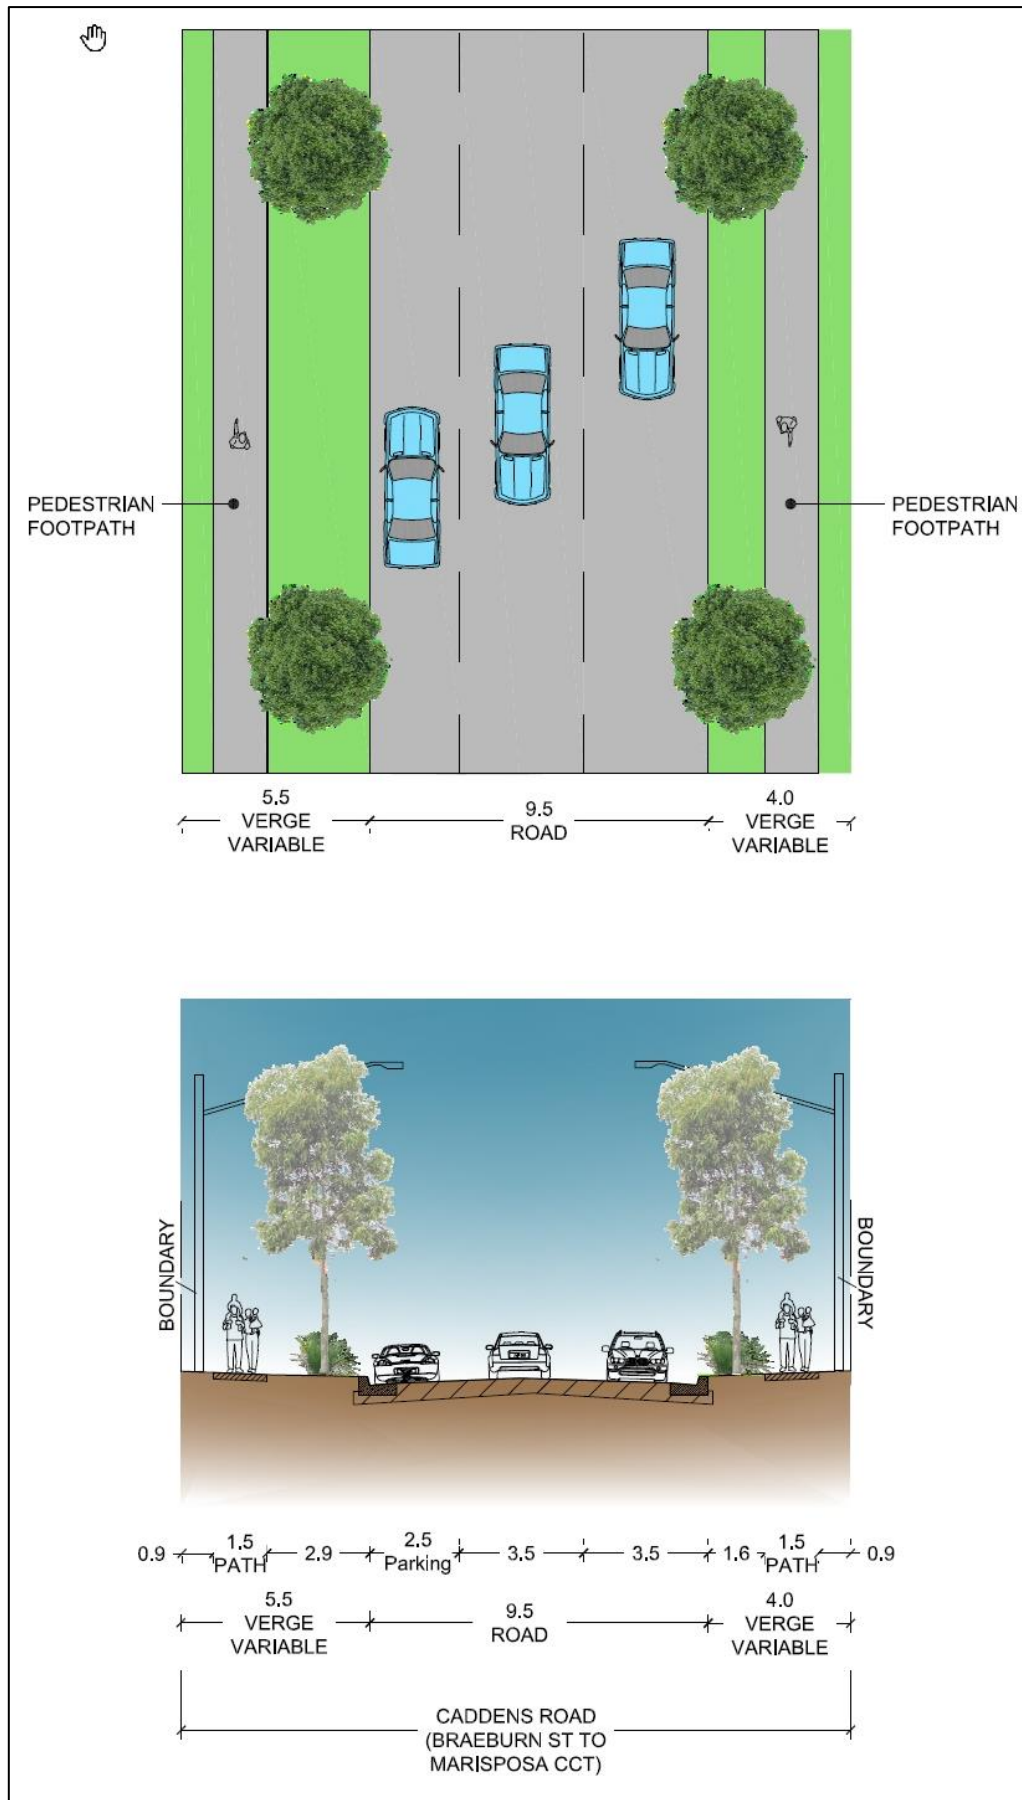 PEDESTRIAN
FOOTPATH
PEDESTRIAN
FOOTPATH
5.5
VERGE
VARIABLE
9.5
ROAD
4.0
VERGE
VARIABLE
BOUNDARY
BOUNDARY
0.9
1.5
PATH
2.9
2.5
Parking
3.5
3.5
1.6
1.5
PATH
0.9
5.5
VERGE
VARIABLE
9.5
ROAD
4.0
VERGE
VARIABLE
CADDENS ROAD
(BRAEBURN ST TO
MARISPOSA CCT)